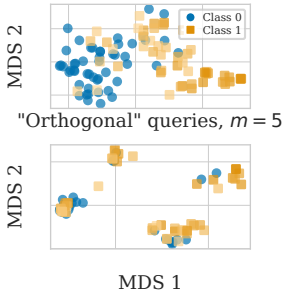 Class 0
Class 1
MDS 2
"Orthogonal" queries, m = 5
MDS 2
MDS 1